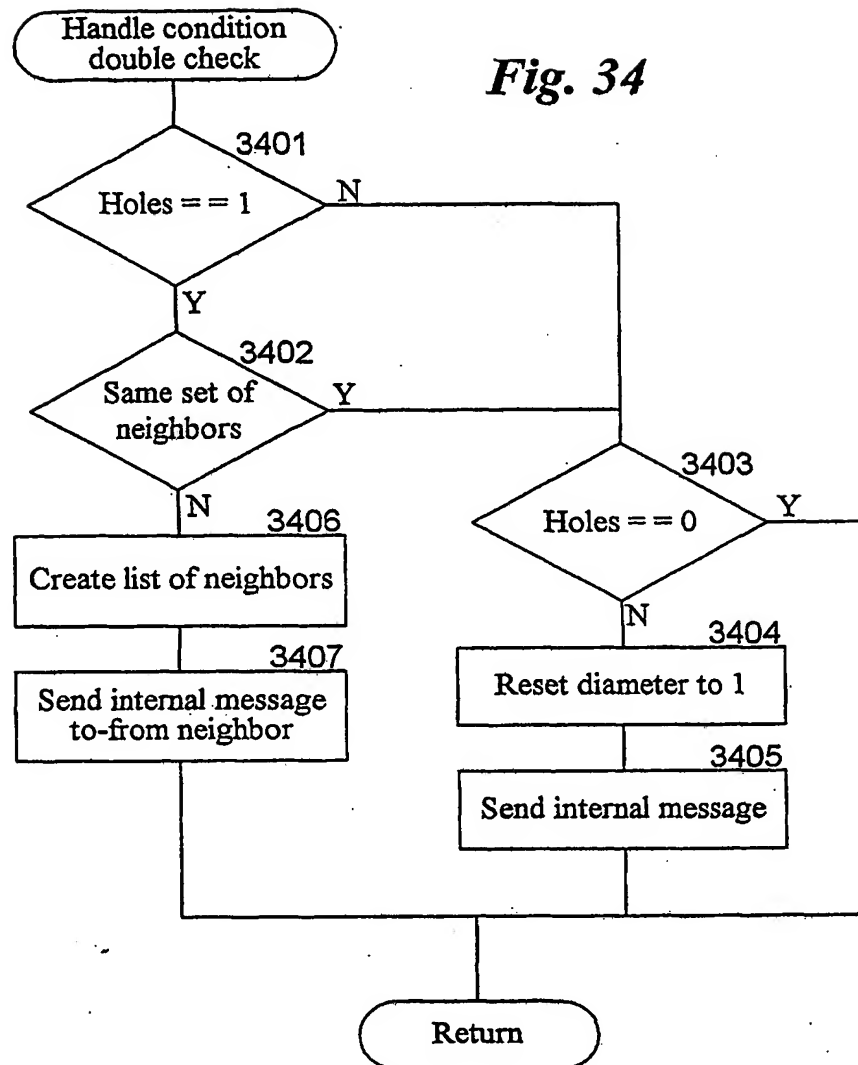 Handle condition
double check
Fig. 34
3401
Holes = = 1
N
Y
3402
Same set of
neighbors
Y
N
3403
Holes = = 0
Y
N
3406
Create list of neighbors
3404
Reset diameter to 1
3407
Send internal message
to-from neighbor
3405
Send internal message
Return